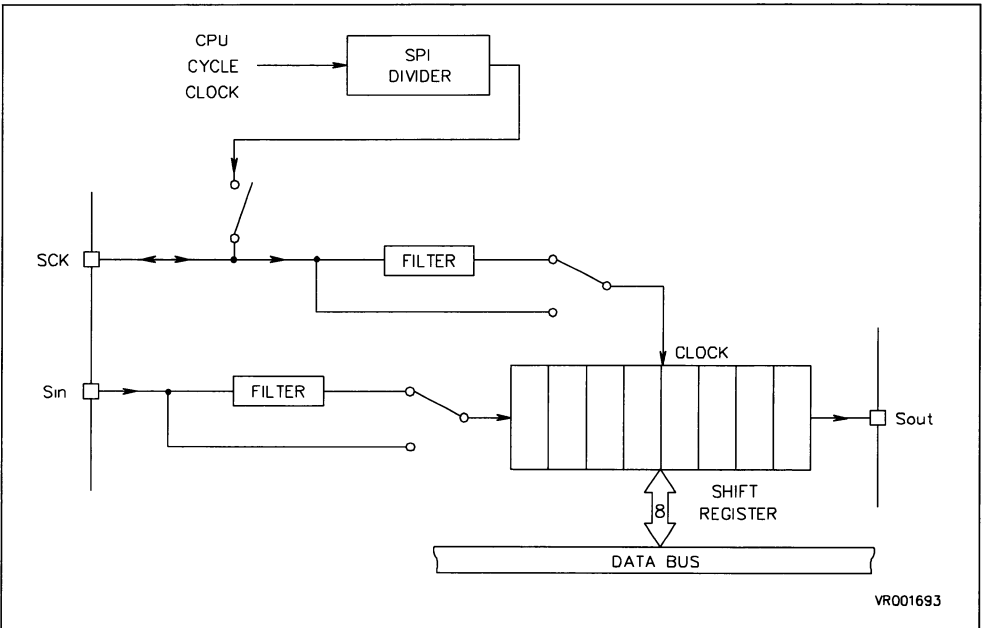 CPU
CYCLE
CLOCK
SPI
DIVIDER
SCK
FILTER
CLOCK
Sin
FILTER
Sout
SHIFT
REGISTER
8
DATA BUS
VR001693